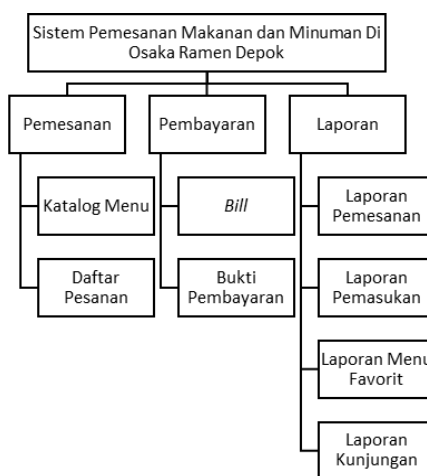 Sistem Pemesanan Makanan dan Minuman Di
Osaka Ramen Depok
Pemesanan
Pembayaran
Laporan
Katalog Menu
Bill
Laporan
Pemesanan
Daftar
Pesanan
Bukti
Pembayaran
Laporan
Pemasukan
Laporan Menu
Favorit
Laporan
Kunjungan